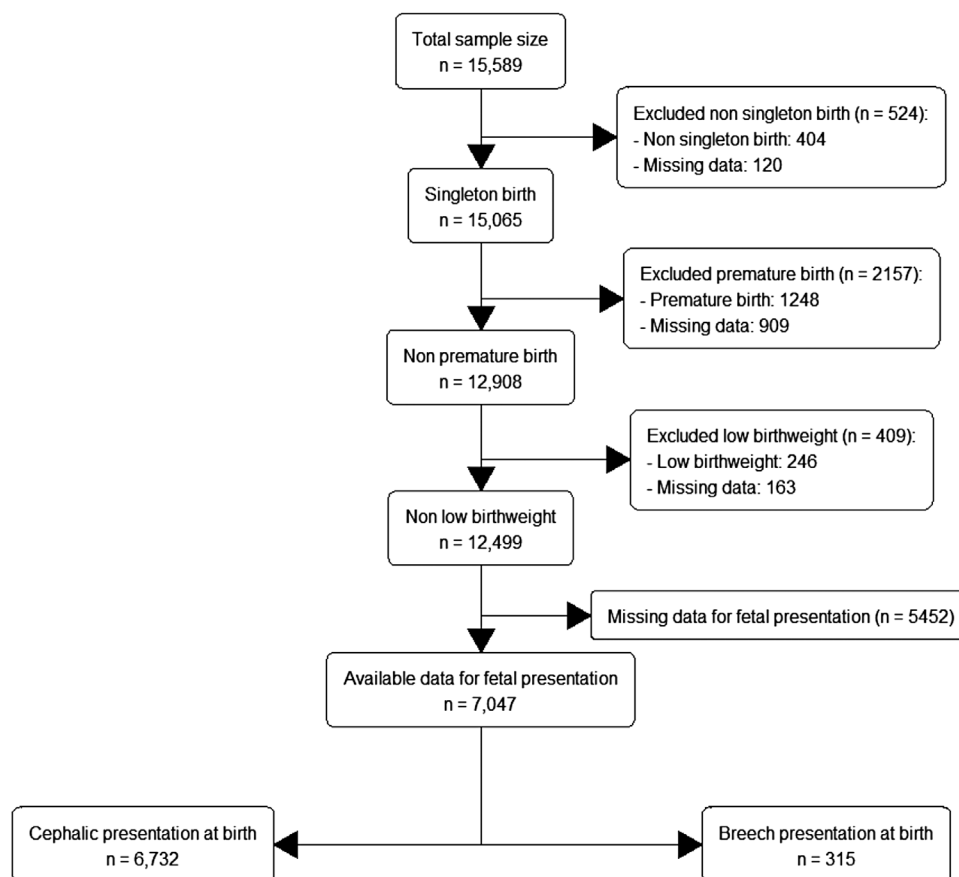 Total sample size
n = 15,589
Excluded non singleton birth (n = 524):
- Non singleton birth: 404
- Missing data: 120
Singleton birth
n = 15,065
Excluded premature birth (n = 2157):
- Premature birth: 1248
- Missing data: 909
Non premature birth
n = 12,908
Excluded low birthweight (n = 409):
- Low birthweight: 246
- Missing data: 163
Non low birthweight
n = 12,499
Missing data for fetal presentation (n = 5452)
Available data for fetal presentation
n = 7,047
Cephalic presentation at birth
n = 6,732
Breech presentation at birth
n = 315